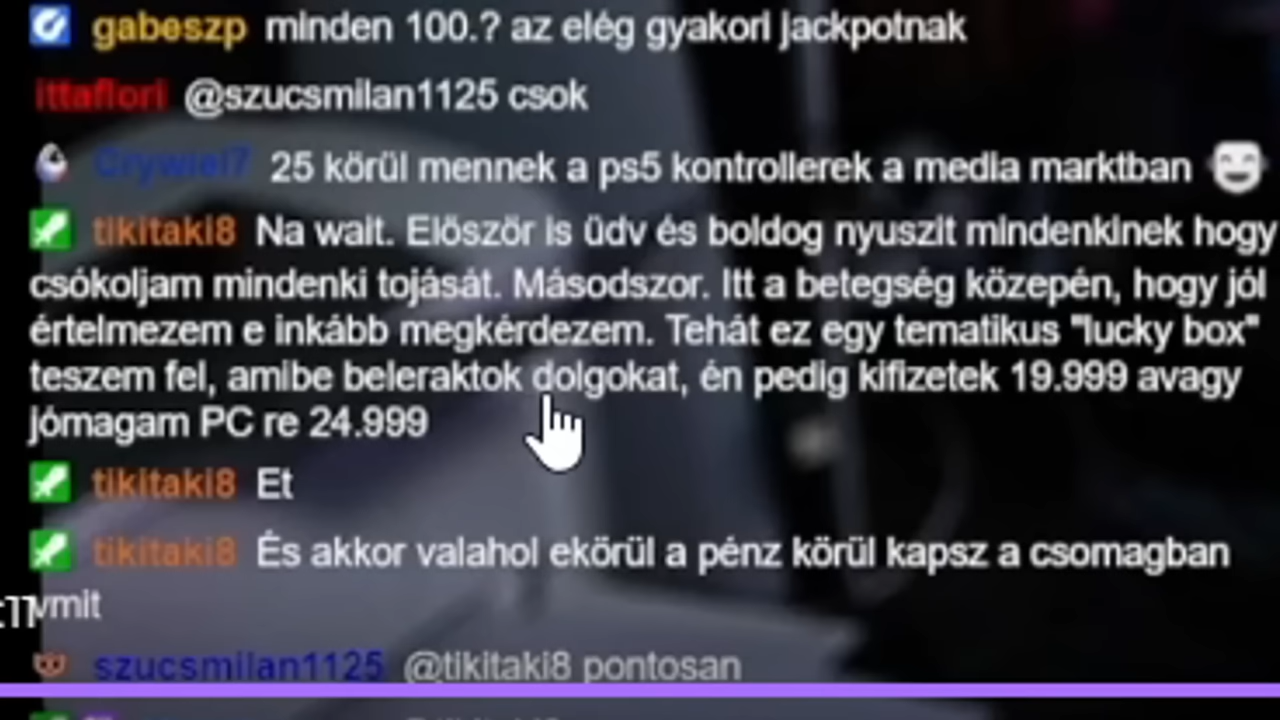 gabeszp minden 100.? az elég gyakori jackpotnak
ittaflori @szucsmilan1125 csok
Crywiel7 25 körül mennek a ps5 kontrollerek a media marktban
tikitaki8 Na wait. Először is üdv és boldog nyuszit mindenkinek hogy
csókoljam mindenki tojását. Másodszor. Itt a betegség közepén, hogy jól
értelmezem e inkább megkérdezem. Tehát ez egy tematikus "lucky box"
teszem fel, amibe beleraktok dolgokat, én pedig kifizetek 19.999 avagy
jómagam PC re 24.999
tikitaki8 Et
tikitaki8 És akkor valahol ekörül a pénz körül kapsz a csomagban
vmit
szucsmilan1125 @tikitaki8 pontosan